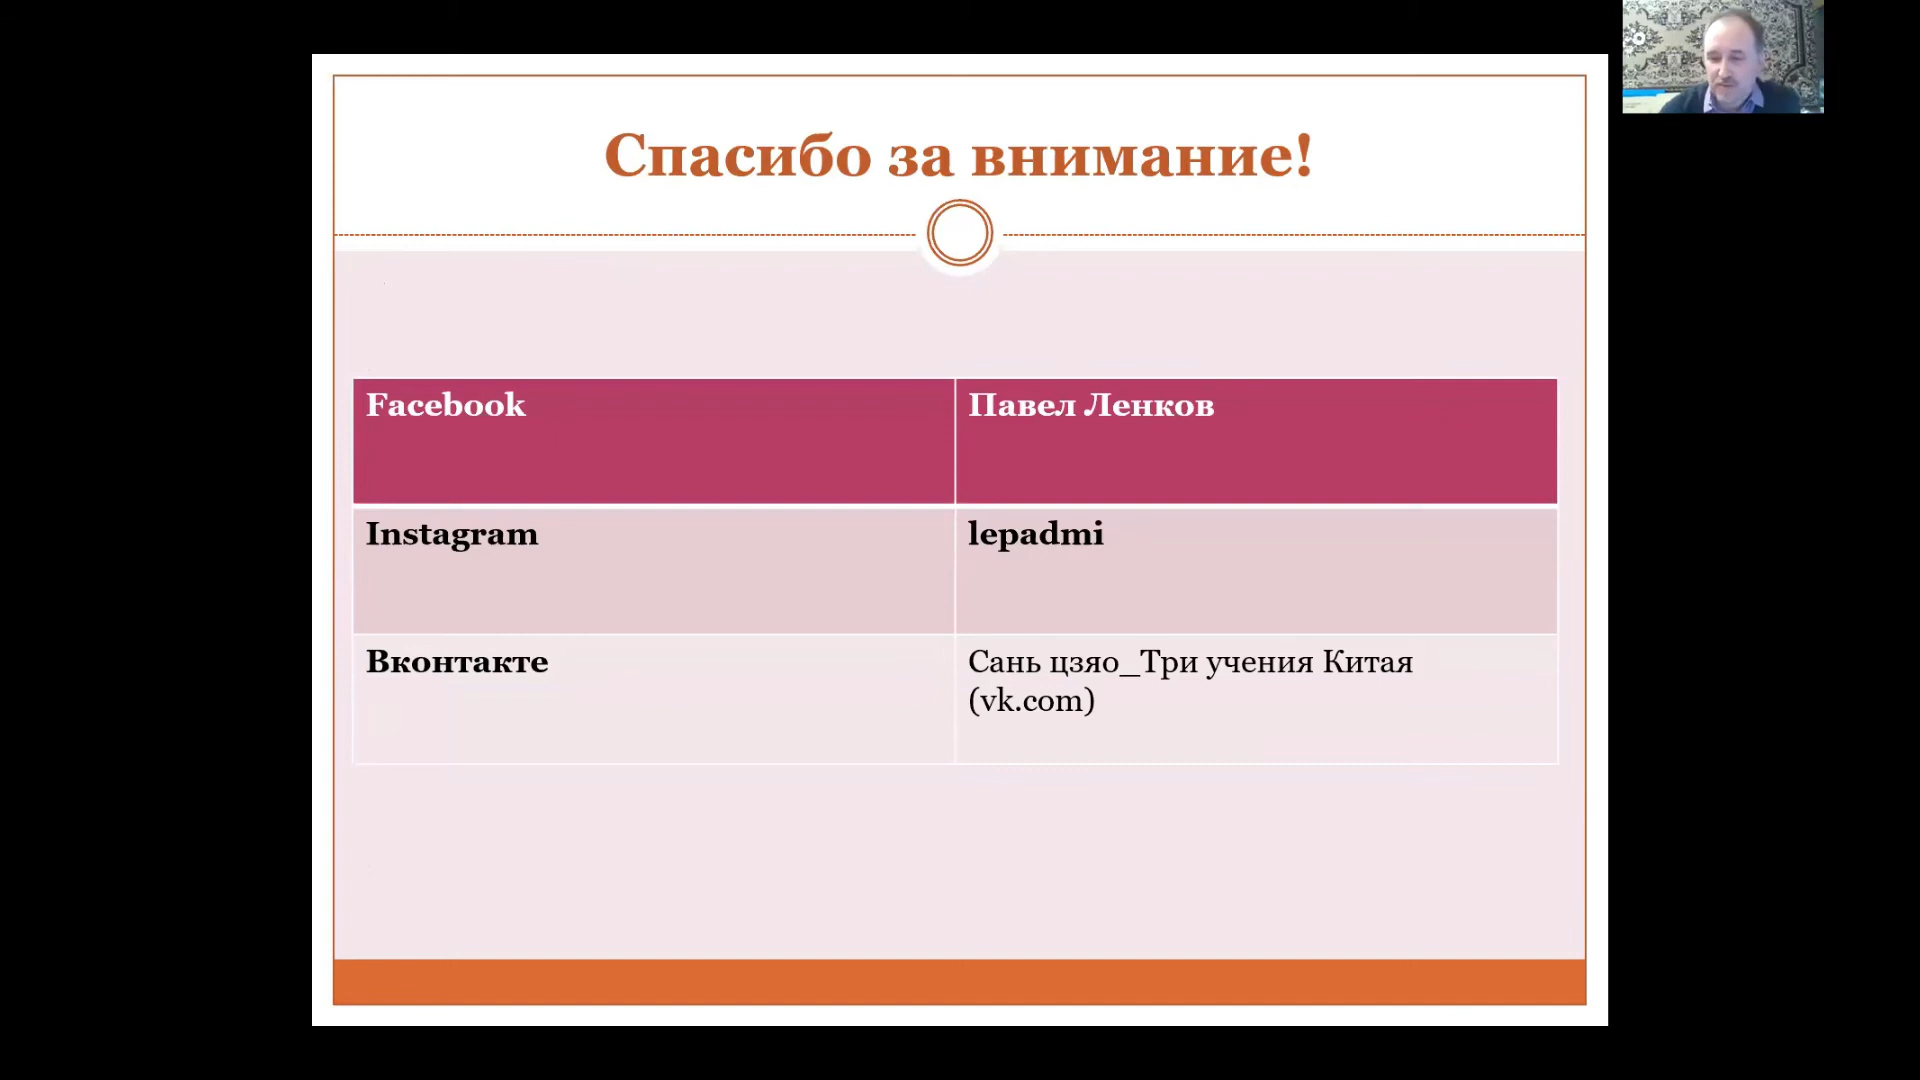 Спасибо за внимание!
Facebook
Павел Ленков
Instagram
lepadmi
Вконтакте
Сань цзяо_Три учения Китая
(vk.com)